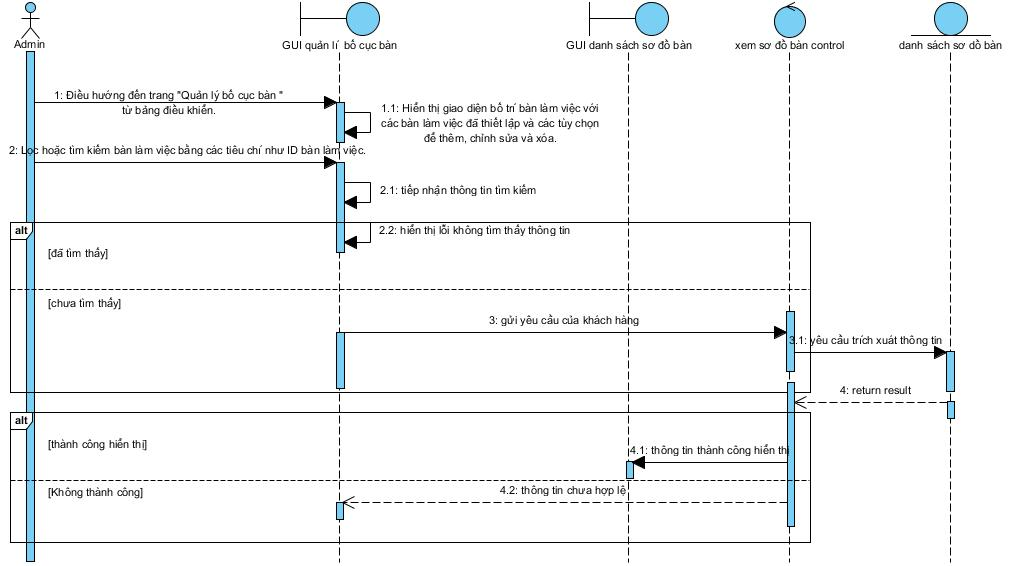 Admin
GUI quản lí bố cục bàn
GUI danh sách sơ đồ bàn
xem sơ đồ bàn control
danh sách sơ đồ bàn
1: Điều hướng đến trang "Quản lý bố cục bàn "
từ bảng điều khiển.
1.1: Hiển thị giao diện bố trí bàn làm việc với
các bàn làm việc đã thiết lập và các tùy chọn
để thêm, chỉnh sửa và xóa.
2: Lọc hoặc tìm kiếm bàn làm việc bằng các tiêu chí như ID bàn làm việc.
2.1: tiếp nhận thông tin tìm kiếm
alt
2.2: hiển thị lỗi không tìm thấy thông tin
[đã tìm thấy]
[chưa tìm thấy]
3: gửi yêu cầu của khách hàng
3.1: yêu cầu trích xuất thông tin
4: return result
alt
[thành công hiển thị]
4.1: thông tin thành công hiển thị
[Không thành công]
4.2: thông tin chưa hợp lệ